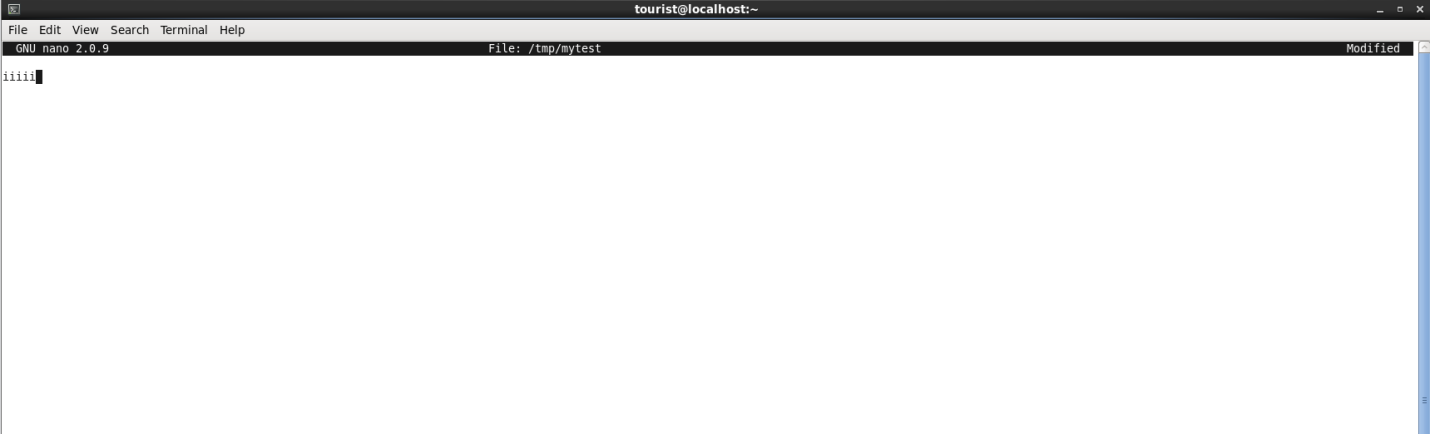 tourist@localhost:~
File Edit View Search Terminal Help
GNU nano 2.0.9 File: /tmp/mytest Modified
iiiii